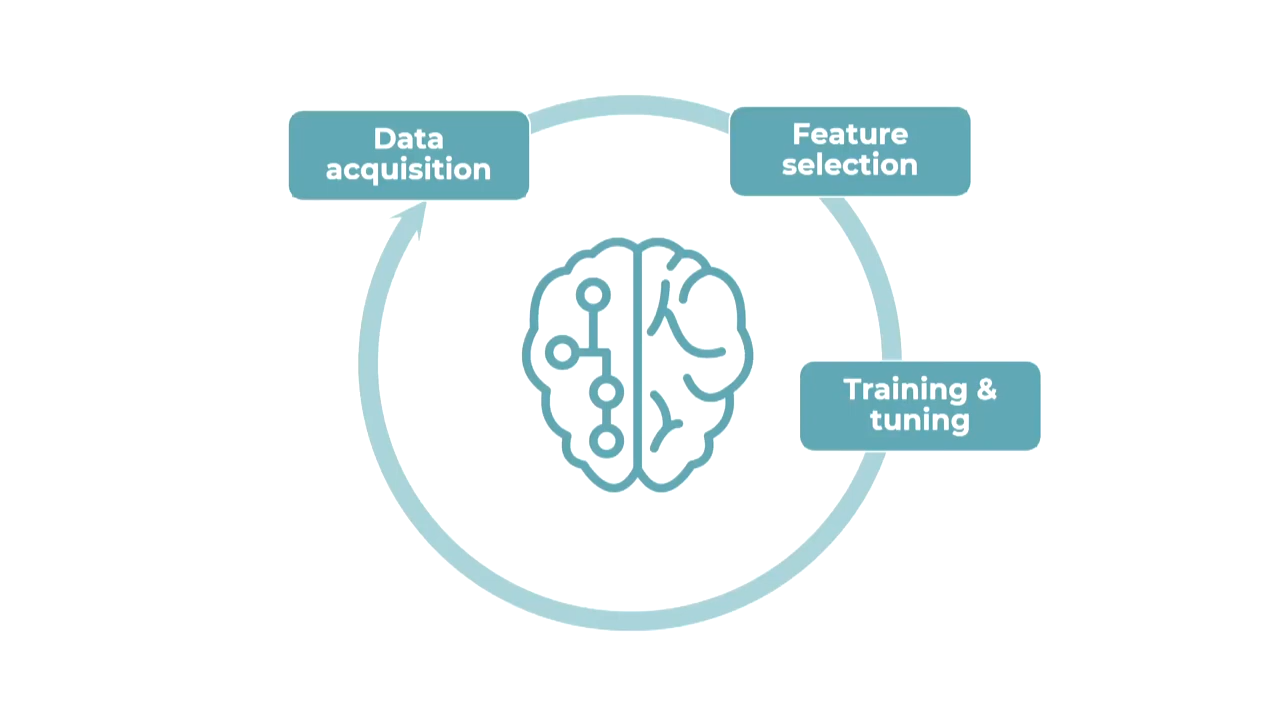 Data
acquisition
Feature
selection
Training &
tuning